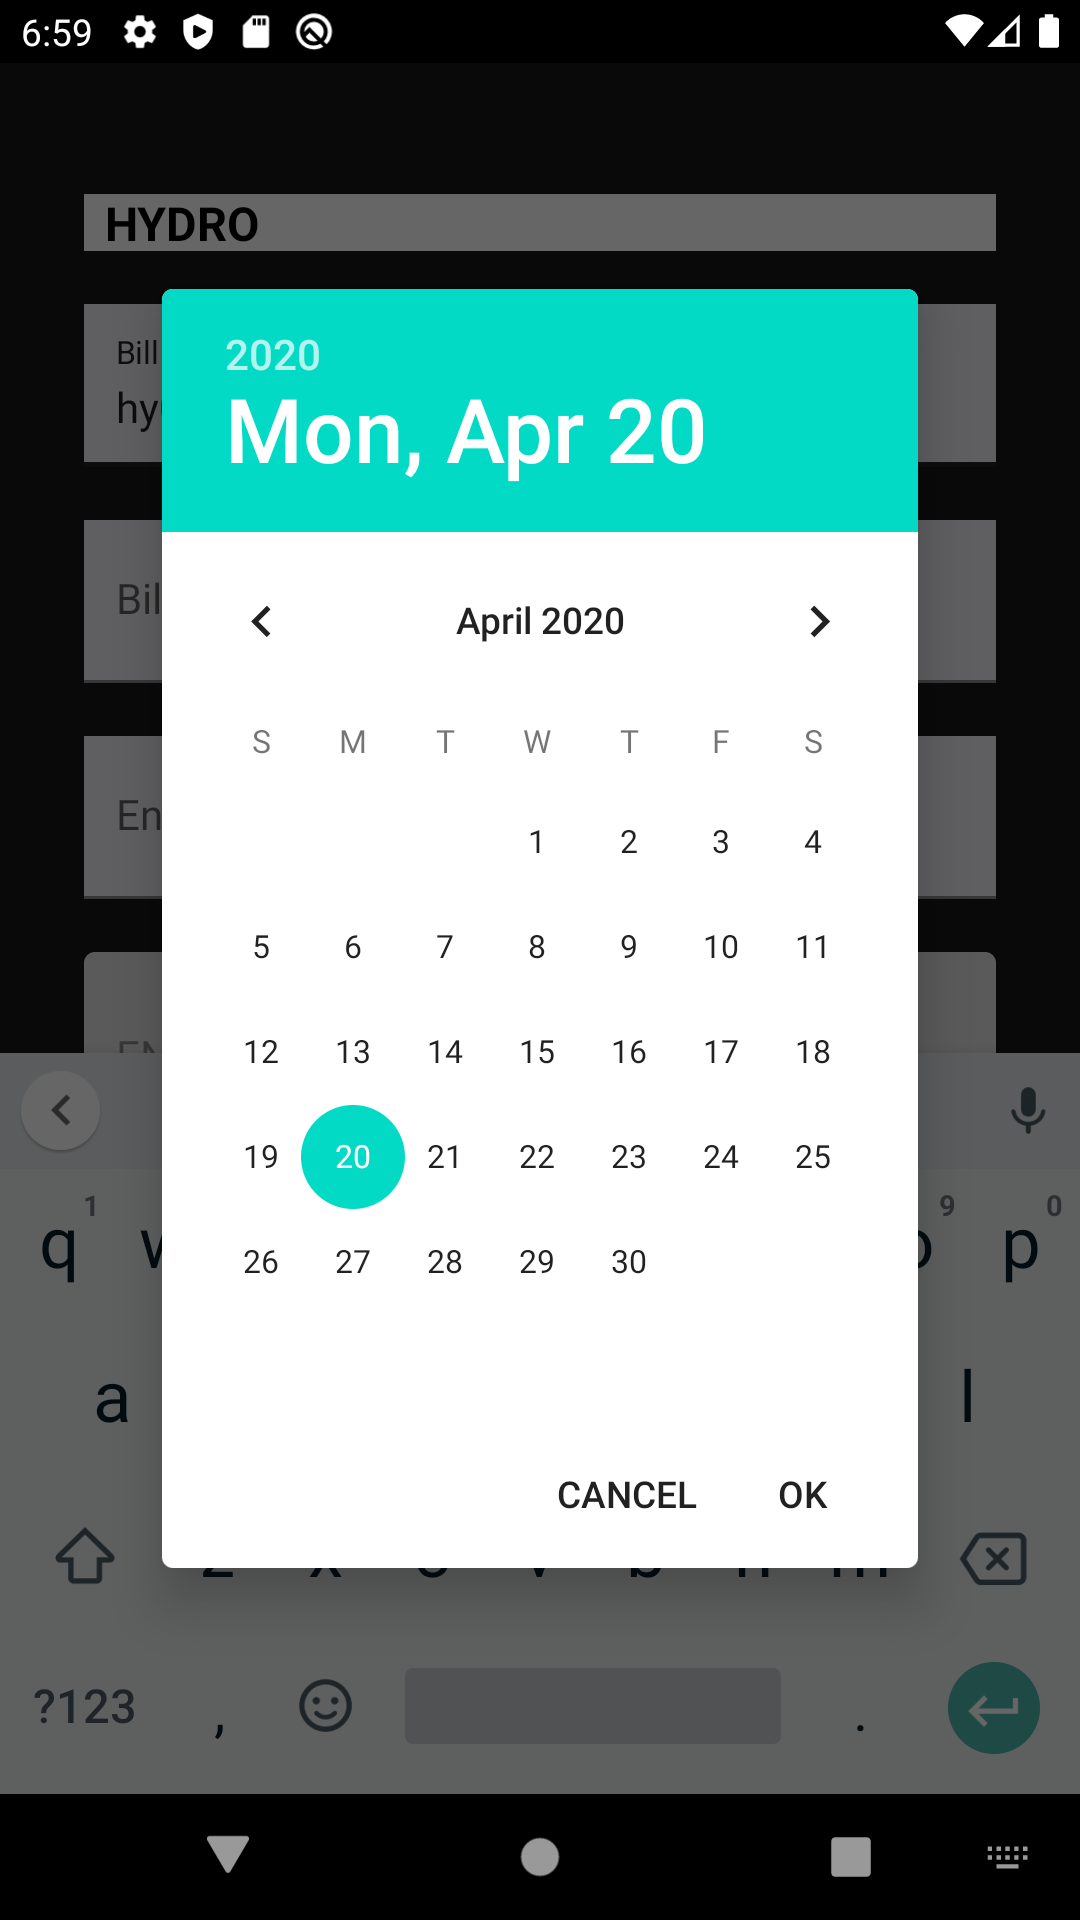 6:59
HYDRO
Bill
hy
2020
Mon, Apr 20
Bil
En
April 2020
S M T W T F S
1 2 3 4
5 6 7 8 9 10 11
12 13 14 15 16 17 18
19 20 21 22 23 24 25
26 27 28 29 30
q 1 9 p 0
a l
CANCEL OK
z x c v b n m
?123 , .